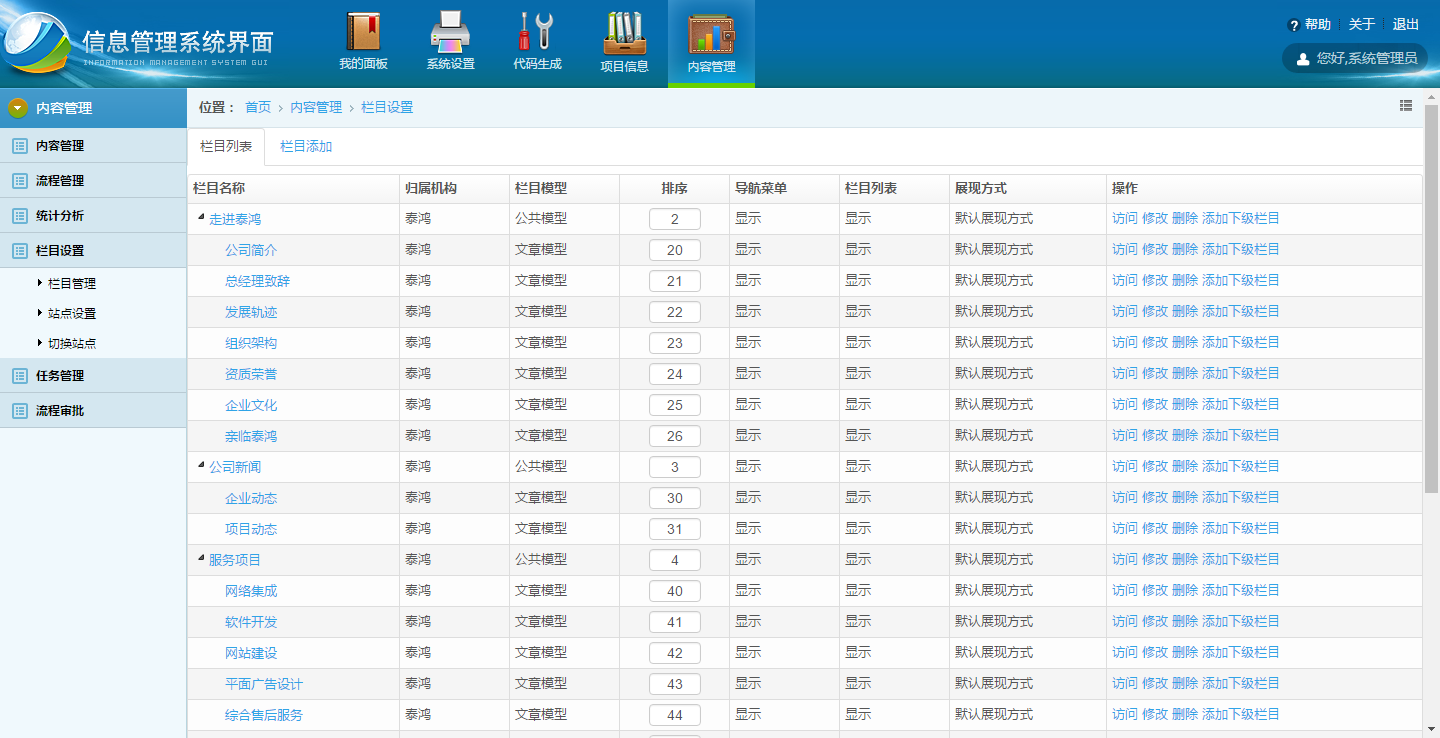 信息管理系统界面
INFORMATION MANAGEMENT SYSTEM GUI
我的面板
系统设置
代码生成
项目信息
内容管理
? 帮助 关于 退出
您好,系统管理员
内容管理
内容管理
流程管理
统计分析
栏目设置
栏目管理
站点设置
切换站点
任务管理
流程审批
位置： 首页 › 内容管理 › 栏目设置
栏目列表 栏目添加
栏目名称 归属机构 栏目模型 排序 导航菜单 栏目列表 展现方式 操作
走进泰鸿 泰鸿 公共模型 2 显示 显示 默认展现方式 访问 修改 删除 添加下级栏目
公司简介 泰鸿 文章模型 20 显示 显示 默认展现方式 访问 修改 删除 添加下级栏目
总经理致辞 泰鸿 文章模型 21 显示 显示 默认展现方式 访问 修改 删除 添加下级栏目
发展轨迹 泰鸿 文章模型 22 显示 显示 默认展现方式 访问 修改 删除 添加下级栏目
组织架构 泰鸿 文章模型 23 显示 显示 默认展现方式 访问 修改 删除 添加下级栏目
资质荣誉 泰鸿 文章模型 24 显示 显示 默认展现方式 访问 修改 删除 添加下级栏目
企业文化 泰鸿 文章模型 25 显示 显示 默认展现方式 访问 修改 删除 添加下级栏目
亲临泰鸿 泰鸿 文章模型 26 显示 显示 默认展现方式 访问 修改 删除 添加下级栏目
公司新闻 泰鸿 公共模型 3 显示 显示 默认展现方式 访问 修改 删除 添加下级栏目
企业动态 泰鸿 文章模型 30 显示 显示 默认展现方式 访问 修改 删除 添加下级栏目
项目动态 泰鸿 文章模型 31 显示 显示 默认展现方式 访问 修改 删除 添加下级栏目
服务项目 泰鸿 公共模型 4 显示 显示 默认展现方式 访问 修改 删除 添加下级栏目
网络集成 泰鸿 文章模型 40 显示 显示 默认展现方式 访问 修改 删除 添加下级栏目
软件开发 泰鸿 文章模型 41 显示 显示 默认展现方式 访问 修改 删除 添加下级栏目
网站建设 泰鸿 文章模型 42 显示 显示 默认展现方式 访问 修改 删除 添加下级栏目
平面广告设计 泰鸿 文章模型 43 显示 显示 默认展现方式 访问 修改 删除 添加下级栏目
综合售后服务 泰鸿 文章模型 44 显示 显示 默认展现方式 访问 修改 删除 添加下级栏目